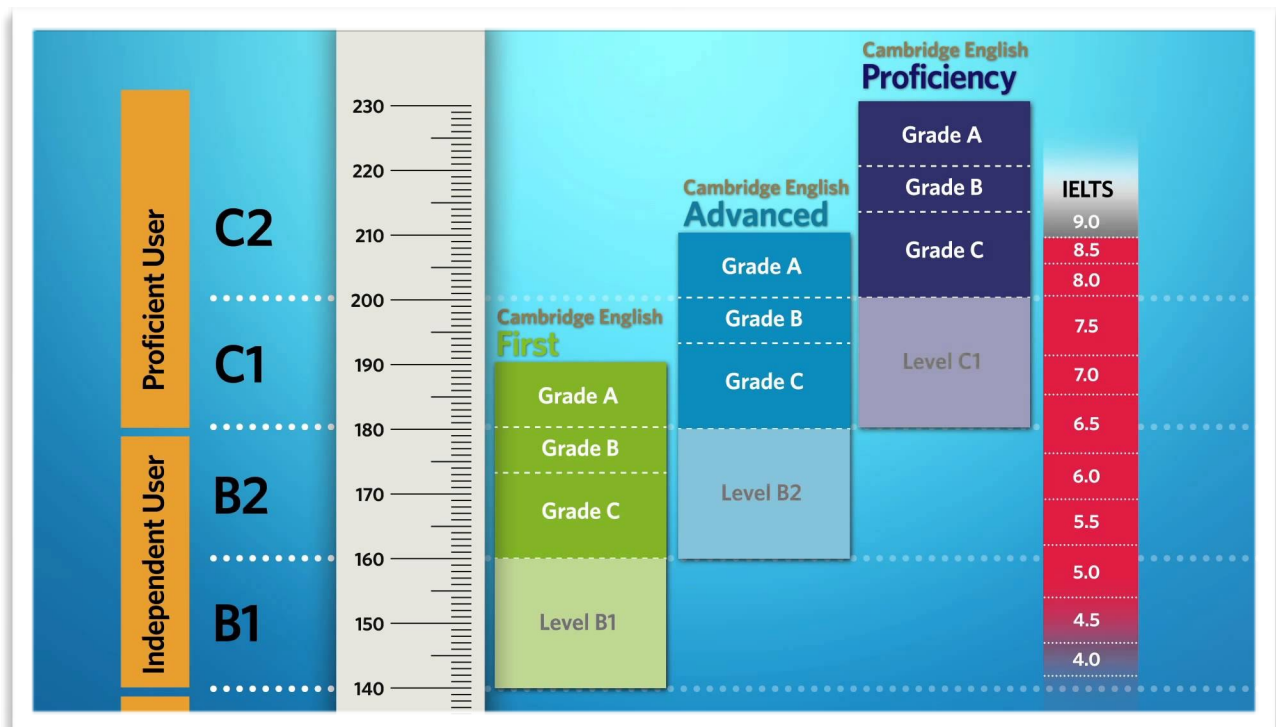 Proficient User
Independent User
C2
C1
B2
B1
230
220
210
200
190
180
170
160
150
140
Cambridge English
First
Grade A
Grade B
Grade C
Level B1
Cambridge English
Advanced
Grade A
Grade B
Grade C
Level B2
Cambridge English
Proficiency
Grade A
Grade B
Grade C
Level C1
IELTS
9.0
8.5
8.0
7.5
7.0
6.5
6.0
5.5
5.0
4.5
4.0